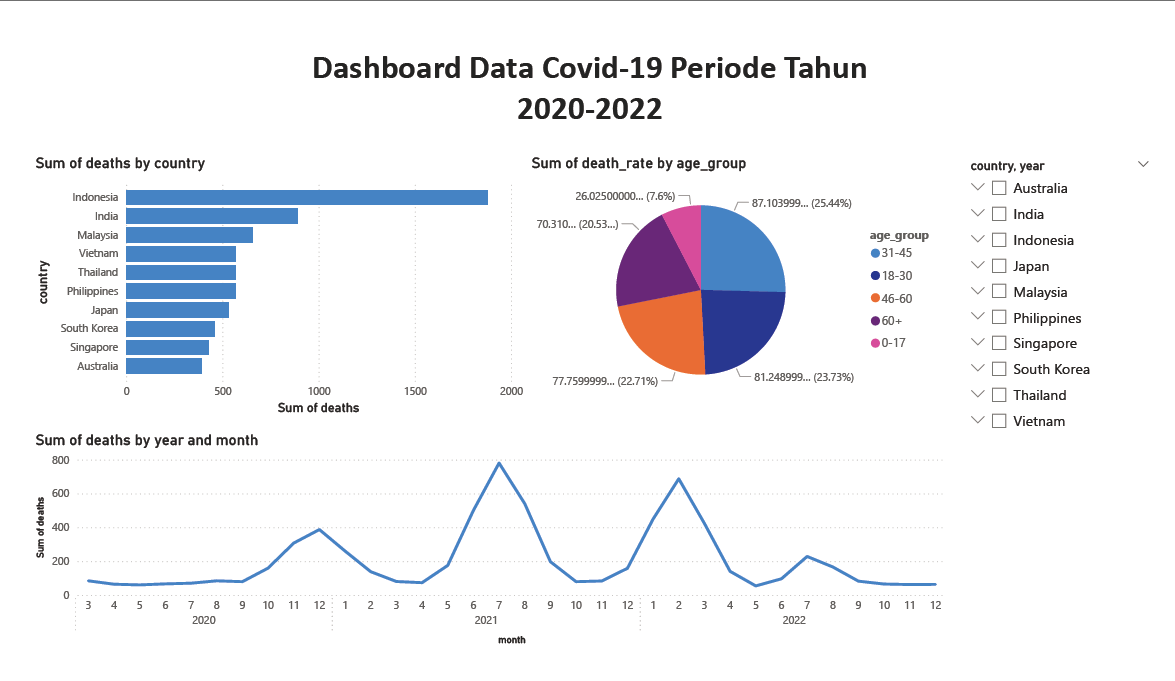 Dashboard Data Covid-19 Periode Tahun
2020-2022
Sum of deaths by country
country
Indonesia
India
Malaysia
Vietnam
Thailand
Philippines
Japan
South Korea
Singapore
Australia
0 500 1000 1500 2000
Sum of deaths
Sum of death_rate by age_group
26.02500000... (7.6%)
87.103999... (25.44%)
70.310... (20.53...)
77.7599999... (22.71%)
81.248999... (23.73%)
age_group
31-45
18-30
46-60
60+
0-17
country, year
Australia
India
Indonesia
Japan
Malaysia
Philippines
Singapore
South Korea
Thailand
Vietnam
Sum of deaths by year and month
Sum of deaths
800
600
400
200
0
3 4 5 6 7 8 9 10 11 12 1 2 3 4 5 6 7 8 9 10 11 12 1 2 3 4 5 6 7 8 9 10 11 12
2020 2021 2022
month